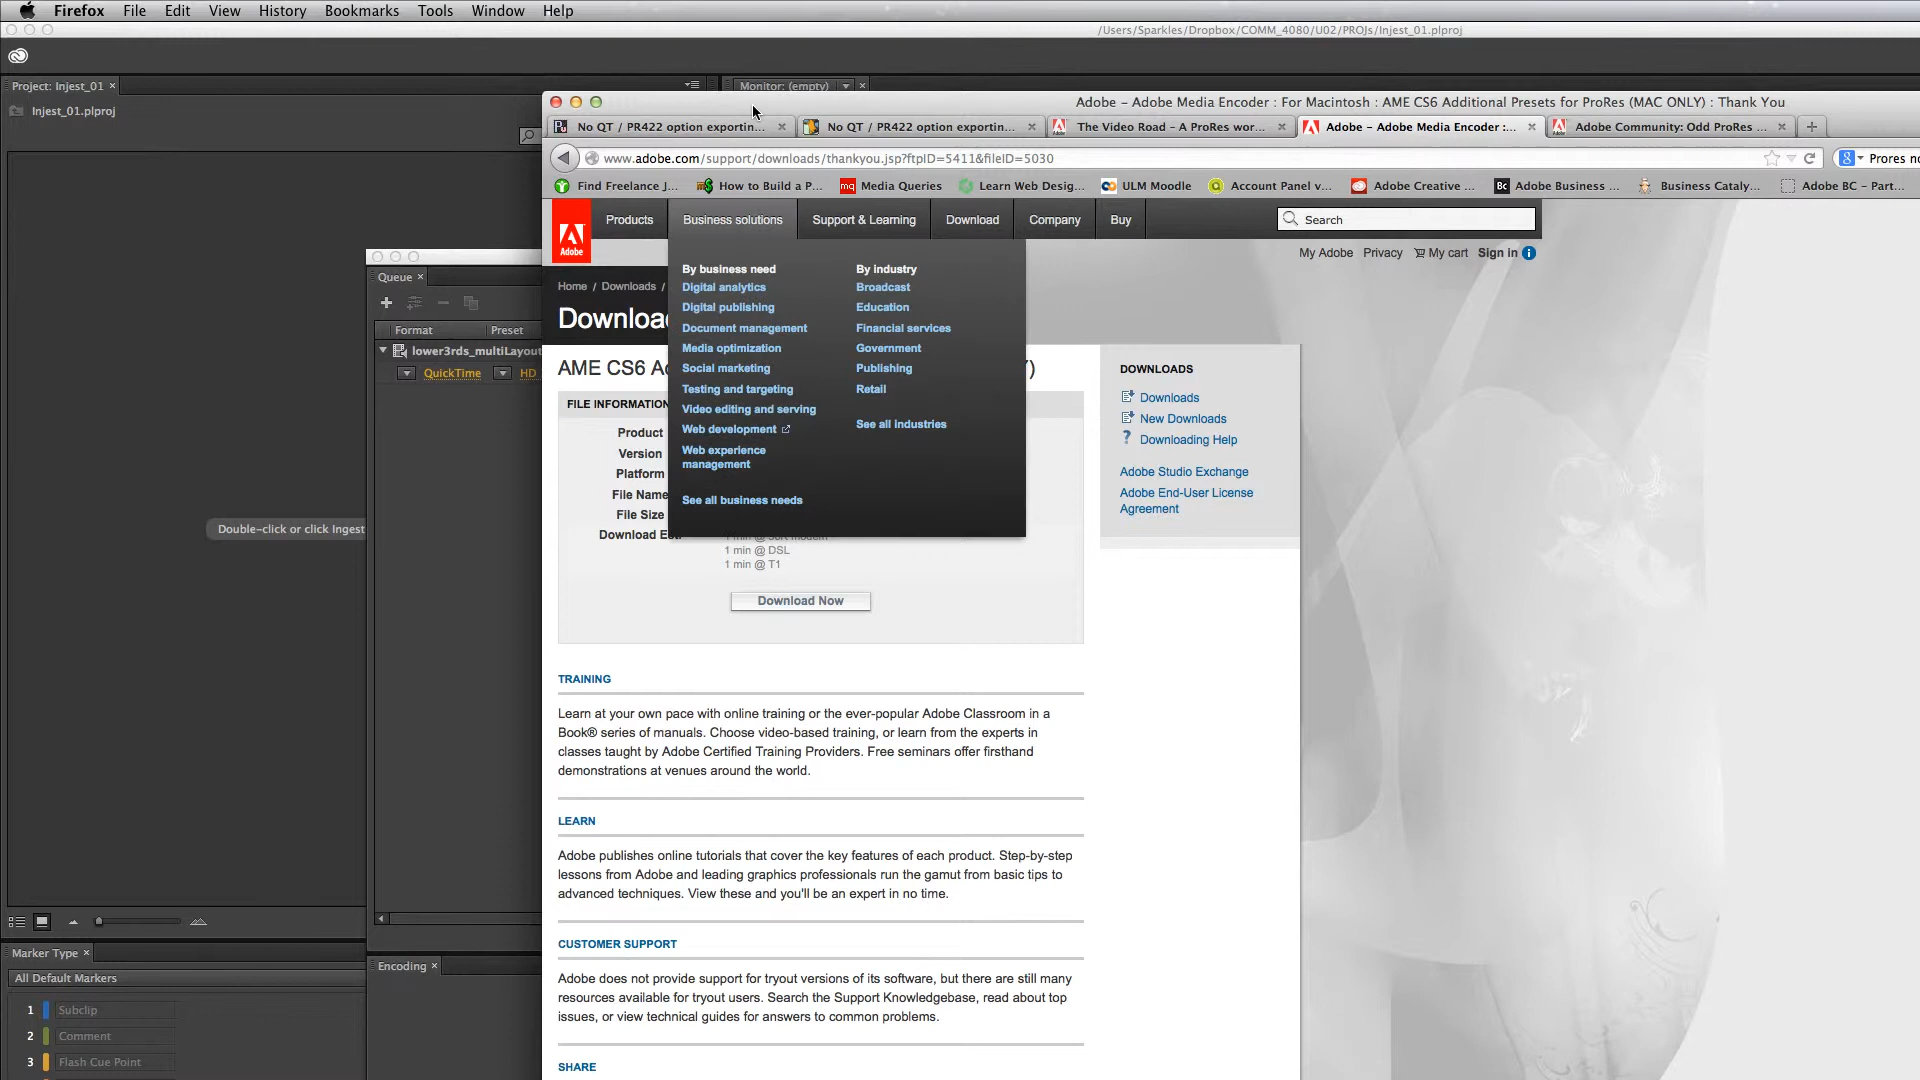 Firefox File Edit View History Bookmarks Tools Window Help
/Users/Sparkles/Dropbox/COMM_4080/U02/PROJs/Injest_01.plproj
Project: Injest_01
Monitor: (empty)
Injest_01.plproj
Adobe – Adobe Media Encoder : For Macintosh : AME CS6 Additional Presets for ProRes (MAC ONLY) : Thank You
No QT / PR422 option exportin...
No QT / PR422 option exportin...
The Video Road – A ProRes wor...
Adobe – Adobe Media Encoder :...
Adobe Community: Odd ProRes ...
www.adobe.com/support/downloads/thankyou.jsp?ftpID=5411&fileID=5030
Prores no
Find Freelance J...
How to Build a P...
mq Media Queries
Learn Web Desig...
ULM Moodle
Account Panel v...
Adobe Creative ...
Bc Adobe Business ...
Business Cataly...
Adobe BC – Part...
Adobe
Products
Business solutions
Support & Learning
Download
Company
Buy
Search
My Adobe Privacy My cart Sign in
Home / Downloads /
Downloa
Queue
Format Preset
lower3rds_multiLayout
QuickTime HD
By business need
Digital analytics
Digital publishing
Document management
Media optimization
Social marketing
Testing and targeting
Video editing and serving
Web development
Web experience
management
See all business needs
By industry
Broadcast
Education
Financial services
Government
Publishing
Retail
See all industries
AME CS6 Ad
Y)
FILE INFORMATION
Product
Version
Platform
File Name
File Size
Download Est.
1 min @ DSL
1 min @ T1
Download Now
DOWNLOADS
Downloads
New Downloads
Downloading Help
Adobe Studio Exchange
Adobe End-User License
Agreement
Double-click or click Ingest
TRAINING
Learn at your own pace with online training or the ever-popular Adobe Classroom in a
Book® series of manuals. Choose video-based training, or learn from the experts in
classes taught by Adobe Certified Training Providers. Free seminars offer firsthand
demonstrations at venues around the world.
LEARN
Adobe publishes online tutorials that cover the key features of each product. Step-by-step
lessons from Adobe and leading graphics professionals run the gamut from basic tips to
advanced techniques. View these and you'll be an expert in no time.
CUSTOMER SUPPORT
Adobe does not provide support for tryout versions of its software, but there are still many
resources available for tryout users. Search the Support Knowledgebase, read about top
issues, or view technical guides for answers to common problems.
SHARE
Marker Type
All Default Markers
1 Subclip
2 Comment
3 Flash Cue Point
Encoding